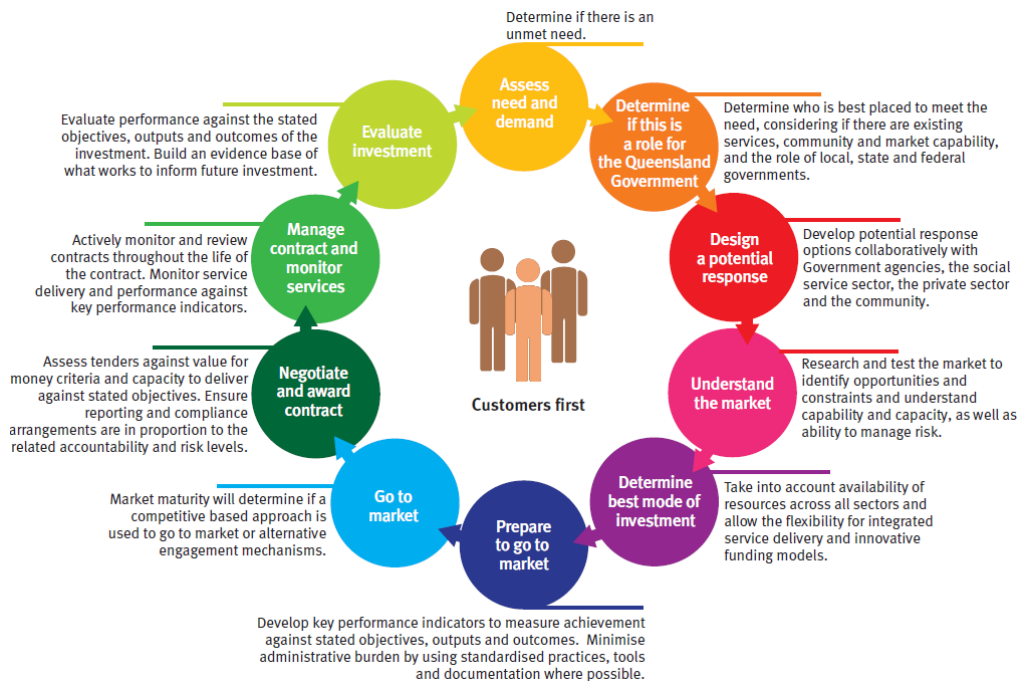 Determine if there is an
unmet need.
Assess
need and
demand
Determine
if this is
a role for
the Queensland
Government
Determine who is best placed to meet the
need, considering if there are existing
services, community and market capability,
and the role of local, state and federal
governments.
Design
a potential
response
Develop potential response
options collaboratively with
Government agencies, the social
service sector, the private sector
and the community.
Understand
the market
Research and test the market to
identify opportunities and
constraints and understand
capability and capacity, as well as
ability to manage risk.
Determine
best mode of
investment
Take into account availability of
resources across all sectors and
allow the flexibility for integrated
service delivery and innovative
funding models.
Prepare
to go to
market
Develop key performance indicators to measure achievement
against stated objectives, outputs and outcomes. Minimise
administrative burden by using standardised practices, tools
and documentation where possible.
Go to
market
Market maturity will determine if a
competitive based approach is
used to go to market or alternative
engagement mechanisms.
Negotiate
and award
contract
Assess tenders against value for
money criteria and capacity to deliver
against stated objectives. Ensure
reporting and compliance
arrangements are in proportion to the
related accountability and risk levels.
Manage
contract and
monitor
services
Actively monitor and review
contracts throughout the life of
the contract. Monitor service
delivery and performance against
key performance indicators.
Evaluate
investment
Evaluate performance against the stated
objectives, outputs and outcomes of the
investment. Build an evidence base of
what works to inform future investment.
Customers first